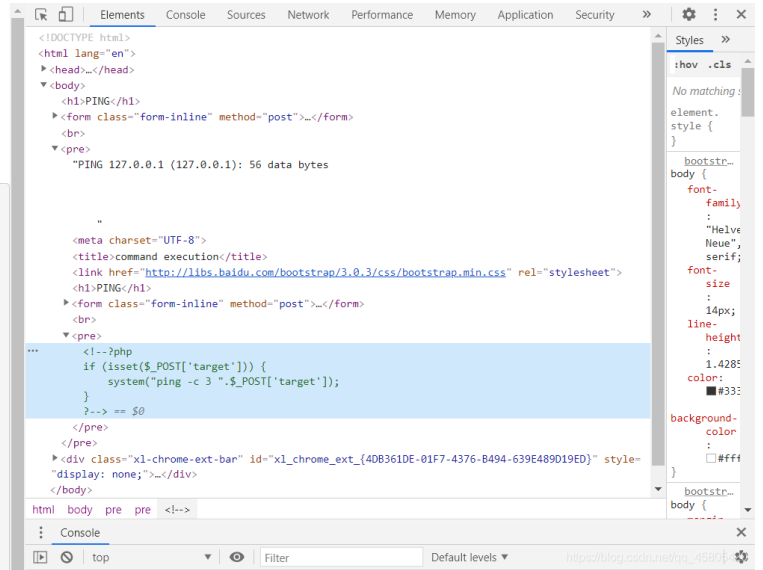 Elements Console Sources Network Performance Memory Application Security »
<!DOCTYPE html>
<html lang="en">
<head>…</head>
<body>
<h1>PING</h1>
<form class="form-inline" method="post">…</form>
<br>
<pre>
"PING 127.0.0.1 (127.0.0.1): 56 data bytes
"
<meta charset="UTF-8">
<title>command execution</title>
<link href="http://libs.baidu.com/bootstrap/3.0.3/css/bootstrap.min.css" rel="stylesheet">
<h1>PING</h1>
<form class="form-inline" method="post">…</form>
<br>
<pre>
<!--?php
if (isset($_POST['target'])) {
system("ping -c 3 ".$_POST['target']);
}
?--> == $0
</pre>
</pre>
<div class="xl-chrome-ext-bar" id="xl_chrome_ext_{4DB361DE-01F7-4376-B494-639E489D19ED}" style=
"display: none;">…</div>
</body>
html body pre pre <!-->
Styles »
:hov .cls
No matching s
element.
style {
}
bootstr…
body {
font-
family
:
"Helve
Neue",
serif;
font-
size
:
14px;
line-
height
:
1.4285
color:
#333
background-
color
:
#fff
}
bootstr…
body {
Console
top Filter Default levels